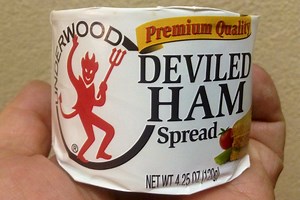 UNDERWOOD
®
Premium Quality
DEVILED
HAM
Spread
NET WT 4.25 OZ (120g)